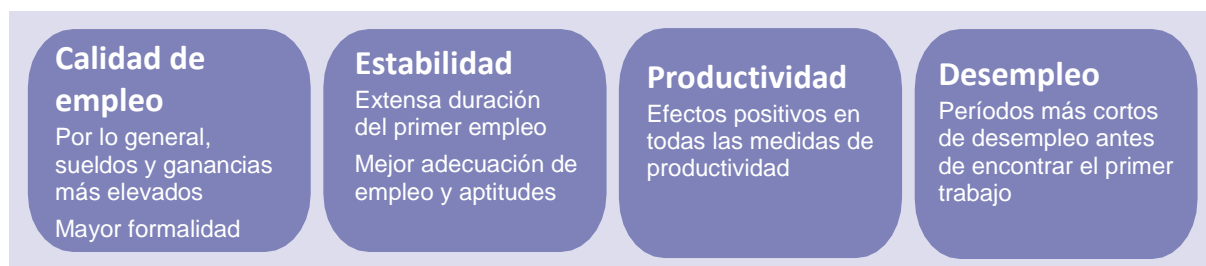 Calidad de
empleo
Por lo general,
sueldos y ganancias
más elevados
Mayor formalidad
Estabilidad
Extensa duración
del primer empleo
Mejor adecuación de
empleo y aptitudes
Productividad
Efectos positivos en
todas las medidas de
productividad
Desempleo
Períodos más cortos
de desempleo antes
de encontrar el primer
trabajo